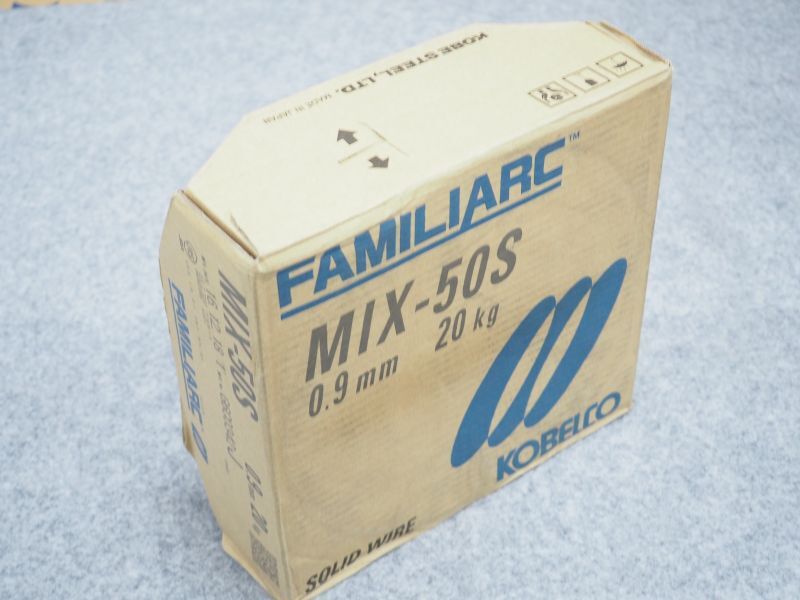 KOBE STEEL, LTD.
MADE IN JAPAN
FAMILIARC™
MIX-50S
0.9 mm 20 kg
KOBELCO
SOLID WIRE
MIX-50S
FAMILIARC